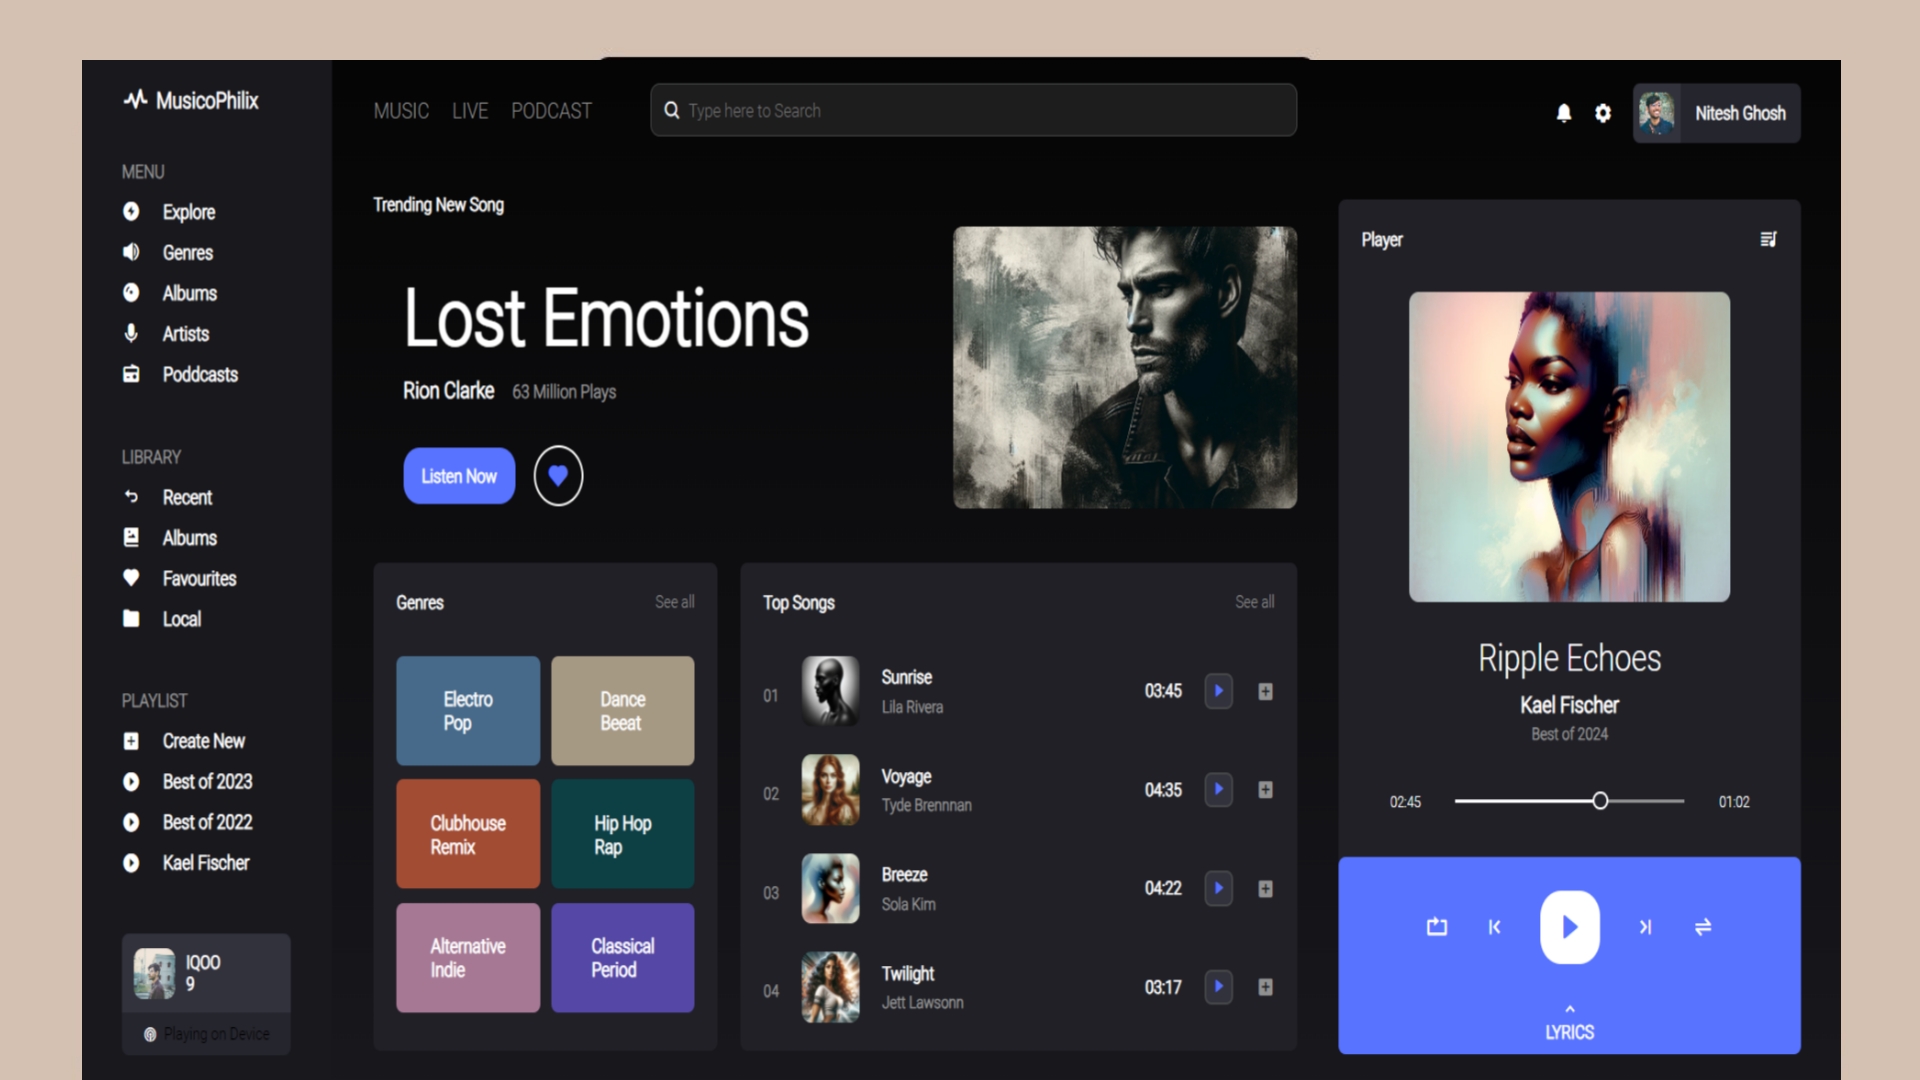 MusicoPhilix
MENU
Explore
Genres
Albums
Artists
Poddcasts
LIBRARY
Recent
Albums
Favourites
Local
PLAYLIST
Create New
Best of 2023
Best of 2022
Kael Fischer
IQOO
9
Playing on Device
MUSIC LIVE PODCAST
Type here to Search
Nitesh Ghosh
Trending New Song
Lost Emotions
Rion Clarke 63 Million Plays
Listen Now
Genres See all
Electro
Pop
Dance
Beeat
Clubhouse
Remix
Hip Hop
Rap
Alternative
Indie
Classical
Period
Top Songs See all
01 Sunrise 03:45
Lila Rivera
02 Voyage 04:35
Tyde Brennnan
03 Breeze 04:22
Sola Kim
04 Twilight 03:17
Jett Lawsonn
Player
Ripple Echoes
Kael Fischer
Best of 2024
02:45 01:02
LYRICS